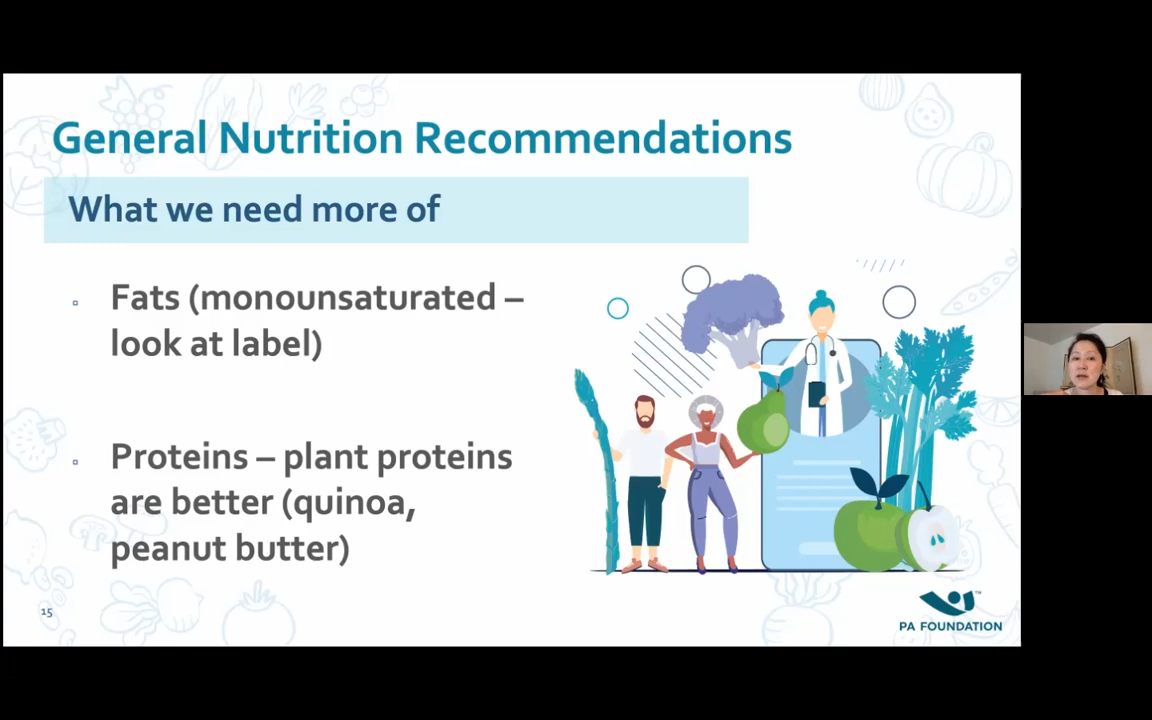 General Nutrition Recommendations
What we need more of
▫ Fats (monounsaturated –
look at label)
▫ Proteins – plant proteins
are better (quinoa,
peanut butter)
15
PA FOUNDATION™